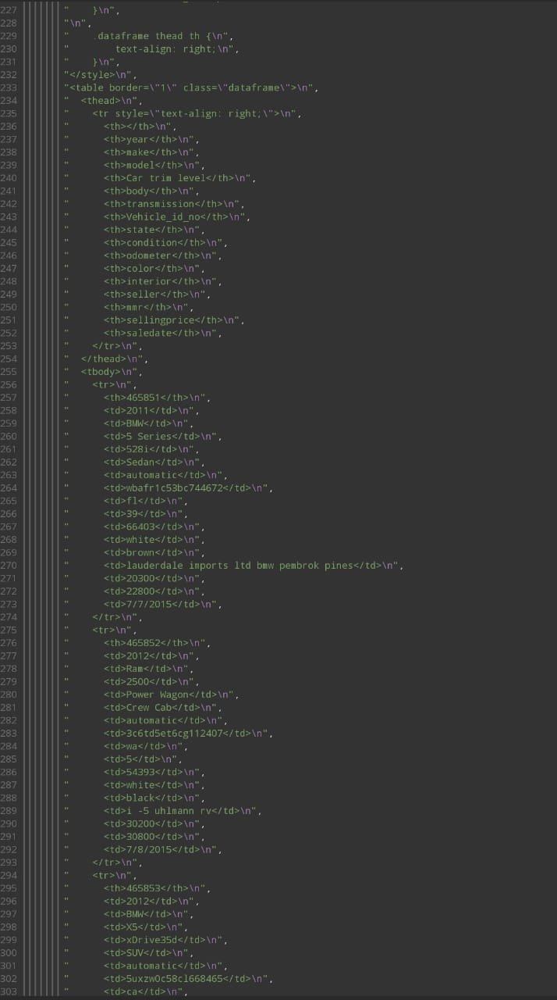 227 "    }\n",
228 "\n",
229 "    .dataframe thead th {\n",
230 "        text-align: right;\n",
231 "    }\n",
232 "</style>\n",
233 "<table border=\"1\" class=\"dataframe\">\n",
234 "  <thead>\n",
235 "    <tr style=\"text-align: right;\">\n",
236 "      <th></th>\n",
237 "      <th>year</th>\n",
238 "      <th>make</th>\n",
239 "      <th>model</th>\n",
240 "      <th>Car trim level</th>\n",
241 "      <th>body</th>\n",
242 "      <th>transmission</th>\n",
243 "      <th>Vehicle_id_no</th>\n",
244 "      <th>state</th>\n",
245 "      <th>condition</th>\n",
246 "      <th>odometer</th>\n",
247 "      <th>color</th>\n",
248 "      <th>interior</th>\n",
249 "      <th>seller</th>\n",
250 "      <th>mmr</th>\n",
251 "      <th>sellingprice</th>\n",
252 "      <th>saledate</th>\n",
253 "    </tr>\n",
254 "  </thead>\n",
255 "  <tbody>\n",
256 "    <tr>\n",
257 "      <th>465851</th>\n",
258 "      <td>2011</td>\n",
259 "      <td>BMW</td>\n",
260 "      <td>5 Series</td>\n",
261 "      <td>528i</td>\n",
262 "      <td>Sedan</td>\n",
263 "      <td>automatic</td>\n",
264 "      <td>wbafr1c53bc744672</td>\n",
265 "      <td>fl</td>\n",
266 "      <td>39</td>\n",
267 "      <td>66403</td>\n",
268 "      <td>white</td>\n",
269 "      <td>brown</td>\n",
270 "      <td>lauderdale imports ltd bmw pembrok pines</td>\n",
271 "      <td>20300</td>\n",
272 "      <td>22800</td>\n",
273 "      <td>7/7/2015</td>\n",
274 "    </tr>\n",
275 "    <tr>\n",
276 "      <th>465852</th>\n",
277 "      <td>2012</td>\n",
278 "      <td>Ram</td>\n",
279 "      <td>2500</td>\n",
280 "      <td>Power Wagon</td>\n",
281 "      <td>Crew Cab</td>\n",
282 "      <td>automatic</td>\n",
283 "      <td>3c6td5et6cg112407</td>\n",
284 "      <td>wa</td>\n",
285 "      <td>5</td>\n",
286 "      <td>54393</td>\n",
287 "      <td>white</td>\n",
288 "      <td>black</td>\n",
289 "      <td>i -5 uhlmann rv</td>\n",
290 "      <td>30200</td>\n",
291 "      <td>30800</td>\n",
292 "      <td>7/8/2015</td>\n",
293 "    </tr>\n",
294 "    <tr>\n",
295 "      <th>465853</th>\n",
296 "      <td>2012</td>\n",
297 "      <td>BMW</td>\n",
298 "      <td>X5</td>\n",
299 "      <td>xDrive35d</td>\n",
300 "      <td>SUV</td>\n",
301 "      <td>automatic</td>\n",
302 "      <td>5uxzw0c58cl668465</td>\n",
303 "      <td>ca</td>\n",